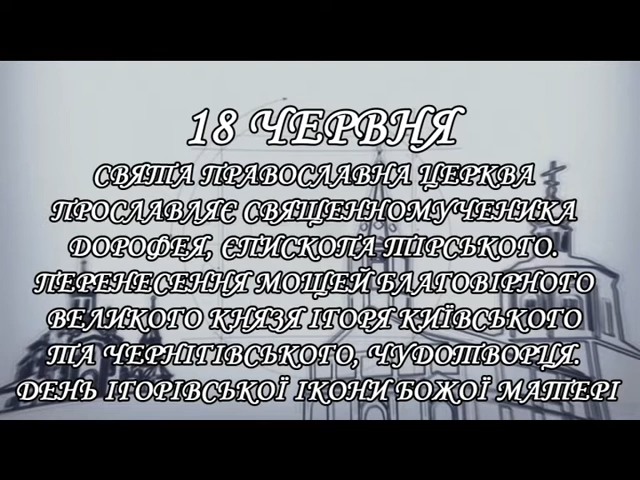 18 ЧЕРВНЯ
СВЯТА ПРАВОСЛАВНА ЦЕРКВА
ПРОСЛАВЛЯЄ СВЯЩЕННОМУЧЕНИКА
ДОРОФЕЯ, ЄПИСКОПА ТІРСЬКОГО.
ПЕРЕНЕСЕННЯ МОЩЕЙ БЛАГОВІРНОГО
ВЕЛИКОГО КНЯЗЯ ІГОРЯ КИЇВСЬКОГО
ТА ЧЕРНІГІВСЬКОГО, ЧУДОТВОРЦЯ.
ДЕНЬ ІГОРІВСЬКОЇ ІКОНИ БОЖОЇ МАТЕРІ